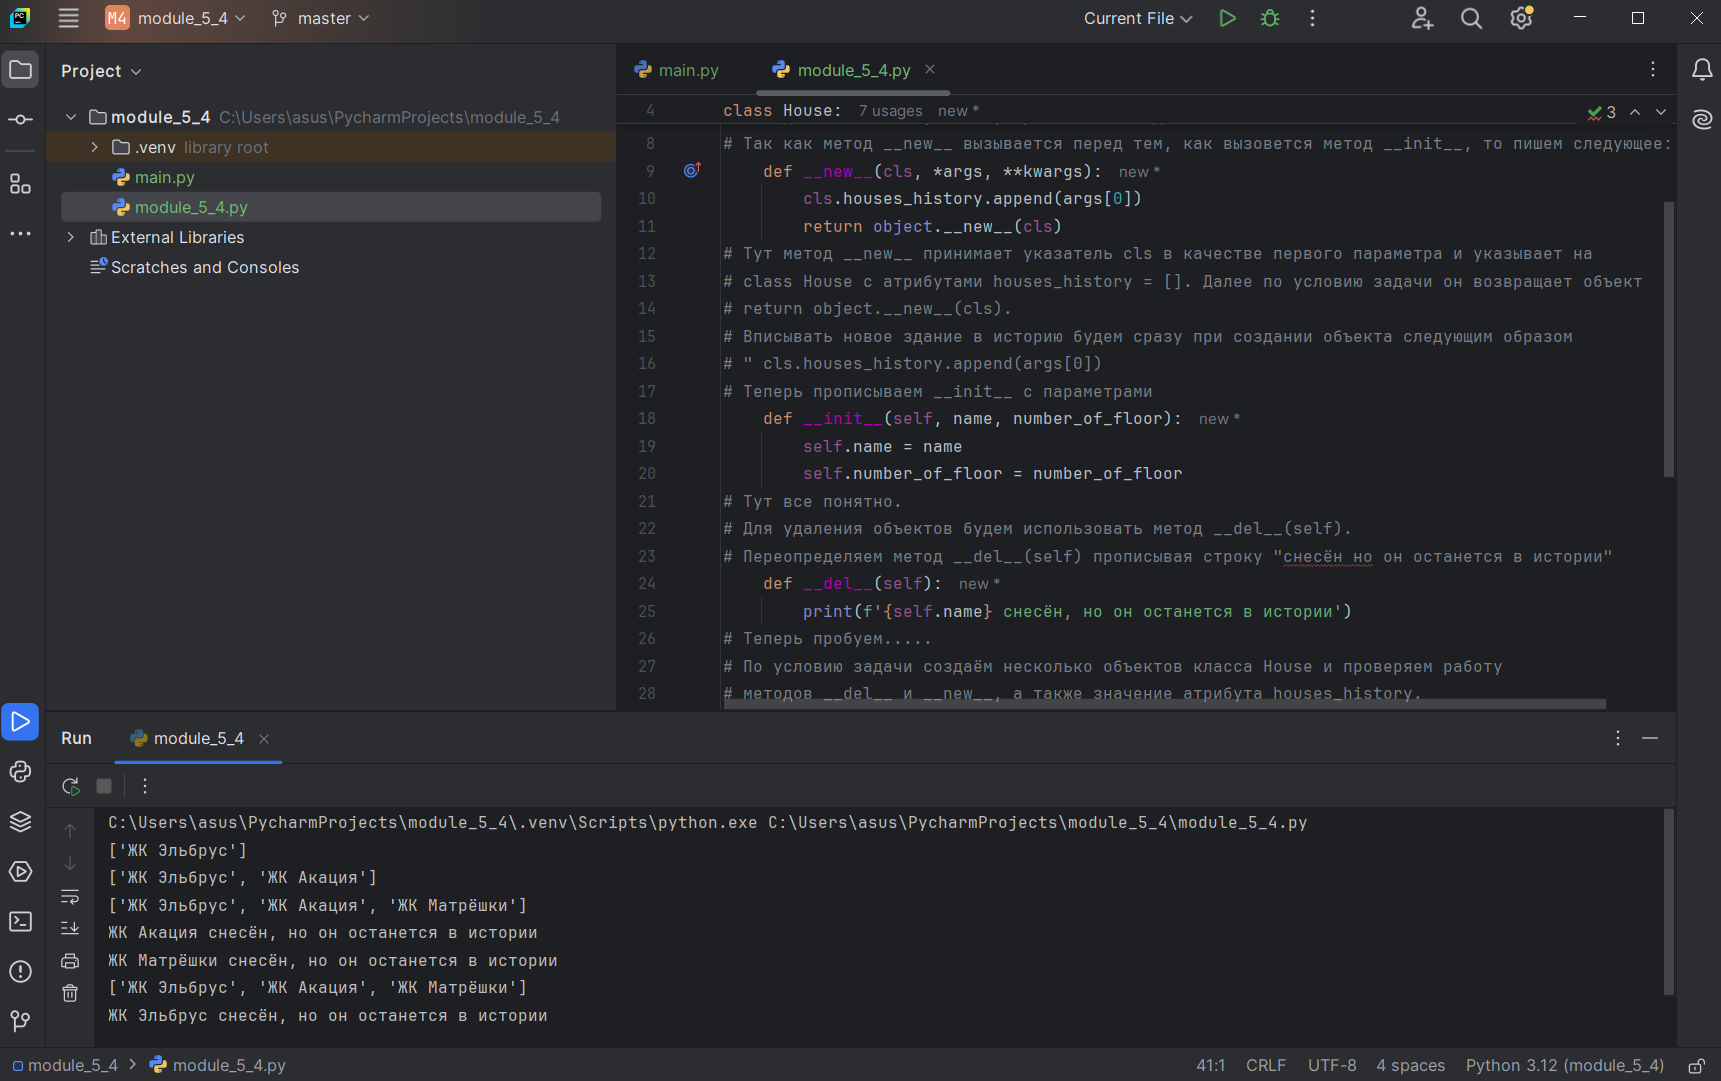 M4 module_5_4 master Current File
Project
module_5_4 C:\Users\asus\PycharmProjects\module_5_4
.venv library root
main.py
module_5_4.py
External Libraries
Scratches and Consoles
main.py module_5_4.py
4 class House: 7 usages new *
3
8 # Так как метод __new__ вызывается перед тем, как вызовется метод __init__, то пишем следующее:
9 def __new__(cls, *args, **kwargs): new *
10 cls.houses_history.append(args[0])
11 return object.__new__(cls)
12 # Тут метод __new__ принимает указатель cls в качестве первого параметра и указывает на
13 # class House с атрибутами houses_history = []. Далее по условию задачи он возвращает объект
14 # return object.__new__(cls).
15 # Вписывать новое здание в историю будем сразу при создании объекта следующим образом
16 # " cls.houses_history.append(args[0])
17 # Теперь прописываем __init__ с параметрами
18 def __init__(self, name, number_of_floor): new *
19 self.name = name
20 self.number_of_floor = number_of_floor
21 # Тут все понятно.
22 # Для удаления объектов будем использовать метод __del__(self).
23 # Переопределяем метод __del__(self) прописывая строку "снесён но он останется в истории"
24 def __del__(self): new *
25 print(f'{self.name} снесён, но он останется в истории')
26 # Теперь пробуем.....
27 # По условию задачи создаём несколько объектов класса House и проверяем работу
28 # методов __del__ и __new__, а также значение атрибута houses_history.
Run module_5_4
C:\Users\asus\PycharmProjects\module_5_4\.venv\Scripts\python.exe C:\Users\asus\PycharmProjects\module_5_4\module_5_4.py
['ЖК Эльбрус']
['ЖК Эльбрус', 'ЖК Акация']
['ЖК Эльбрус', 'ЖК Акация', 'ЖК Матрёшки']
ЖК Акация снесён, но он останется в истории
ЖК Матрёшки снесён, но он останется в истории
['ЖК Эльбрус', 'ЖК Акация', 'ЖК Матрёшки']
ЖК Эльбрус снесён, но он останется в истории
module_5_4 module_5_4.py 41:1 CRLF UTF-8 4 spaces Python 3.12 (module_5_4)